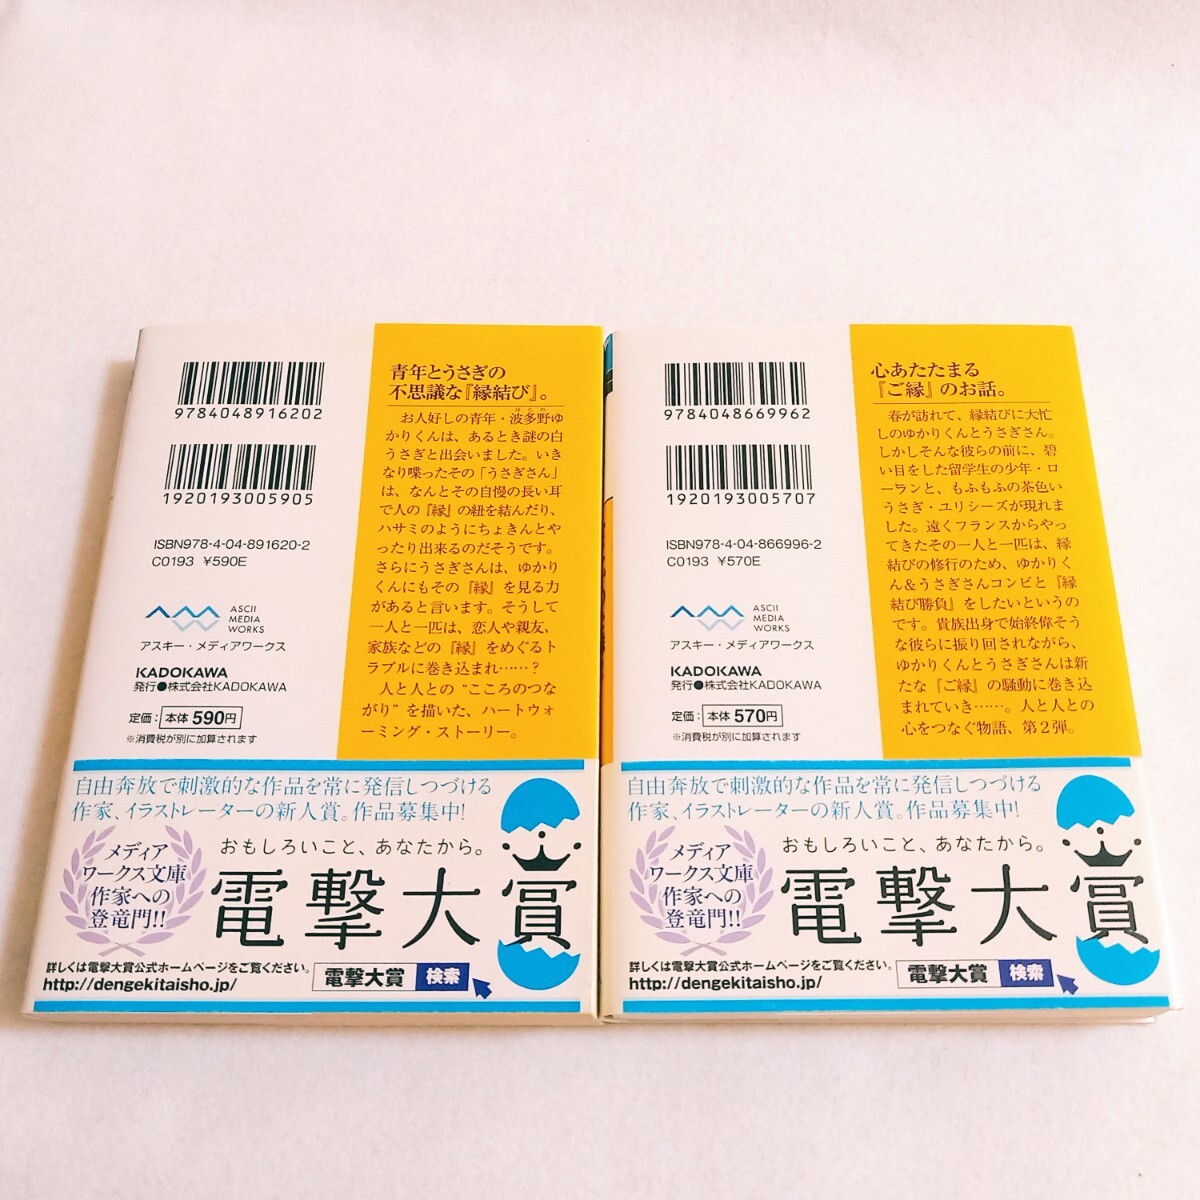 9784048916202
1920193005905
ISBN978-4-04-891620-2
C0193 ¥590E
ASCII
MEDIA
WORKS
アスキー・メディアワークス
KADOKAWA
発行●株式会社KADOKAWA
定価：本体590円
※消費税が別に加算されます
青年とうさぎの
不思議な『縁結び』。
お人好しの青年・波多野ゆ
かりくんは、あるとき謎の白
うさぎと出会いました。いき
なり喋ったその「うさぎさん」
は、なんとその自慢の長い耳
で人の『縁』の紐を結んだり、
ハサミのようにちょきんとや
ったり出来るのだそうです。
さらにうさぎさんは、ゆかり
くんにもその『縁』を見る力
があると言います。そうして
一人と一匹は、恋人や親友、
家族などの『縁』をめぐるト
ラブルに巻き込まれ……？
人と人との“こころのつな
がり”を描いた、ハートウォ
ーミング・ストーリー。
自由奔放で刺激的な作品を常に発信しつづける
作家、イラストレーターの新人賞。作品募集中!
メディア
ワークス文庫
作家への
登竜門!!
おもしろいこと、あなたから。
電撃大賞
詳しくは電撃大賞公式ホームページをご覧ください。
http://dengekitaisho.jp/
電撃大賞 検索
9784048669962
1920193005707
ISBN978-4-04-866996-2
C0193 ¥570E
ASCII
MEDIA
WORKS
アスキー・メディアワークス
KADOKAWA
発行●株式会社KADOKAWA
定価：本体570円
※消費税が別に加算されます
心あたたまる
『ご縁』のお話。
春が訪れて、縁結びに大忙
しのゆかりくんとうさぎさん。
しかしそんな彼らの前に、碧
い目をした留学生の少年・ロ
ーランと、もふもふの茶色い
うさぎ・ユリシーズが現れま
した。遠くフランスからやっ
てきたその一人と一匹は、縁
結びの修行のため、ゆかりく
ん&うさぎさんコンビと『縁
結び勝負』をしたいというの
です。貴族出身で始終偉そう
な彼らに振り回されながら、
ゆかりくんとうさぎさんは新
たな『ご縁』の騒動に巻き込
まれていき……。人と人との
心をつなぐ物語、第2弾。
自由奔放で刺激的な作品を常に発信しつづける
作家、イラストレーターの新人賞。作品募集中!
メディア
ワークス文庫
作家への
登竜門!!
おもしろいこと、あなたから。
電撃大賞
詳しくは電撃大賞公式ホームページをご覧ください。
http://dengekitaisho.jp/
電撃大賞 検索